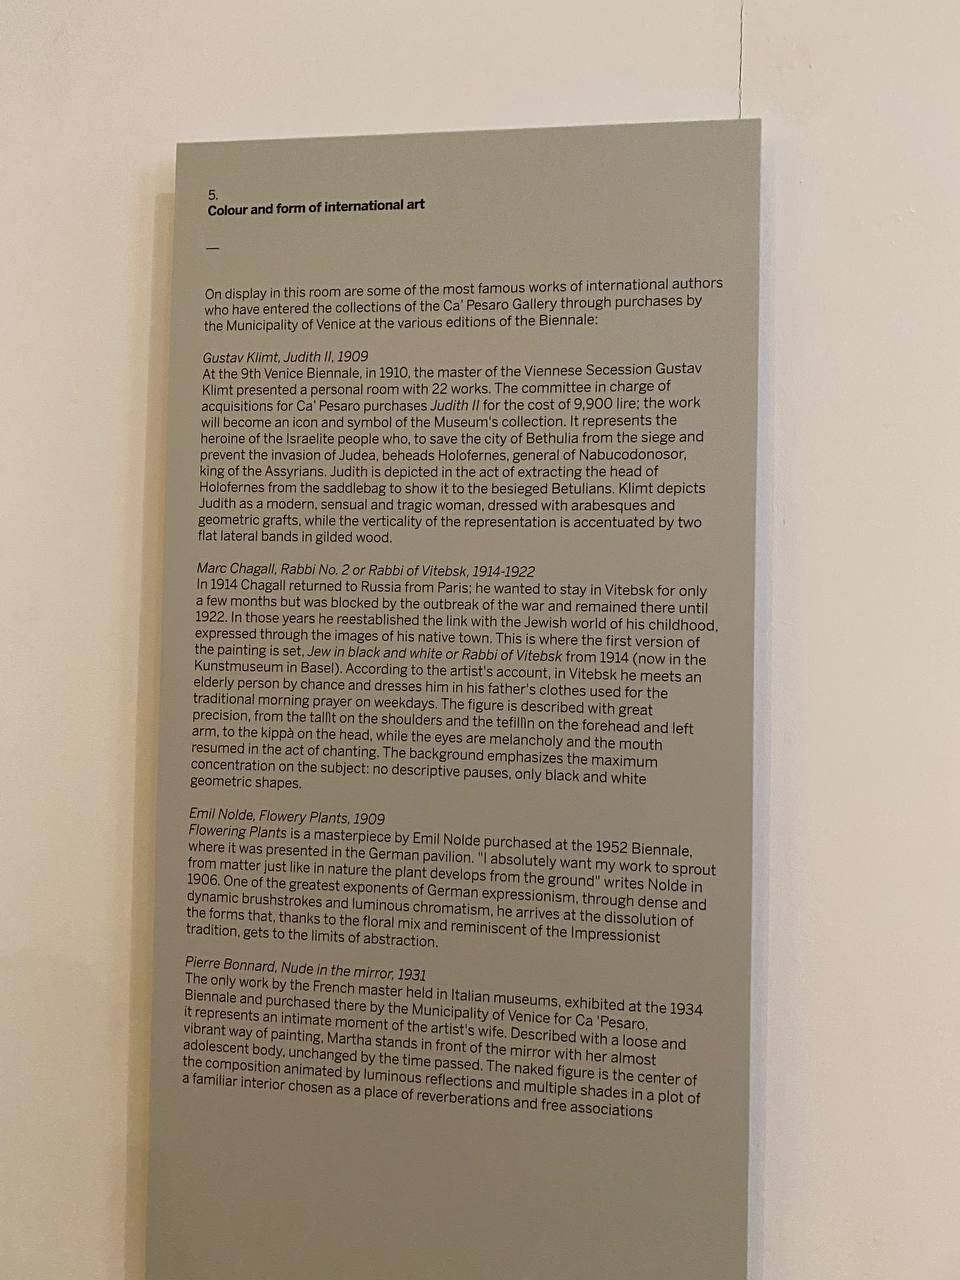 5.
Colour and form of international art
—
On display in this room are some of the most famous works of international authors
who have entered the collections of the Ca' Pesaro Gallery through purchases by
the Municipality of Venice at the various editions of the Biennale:
Gustav Klimt, Judith II, 1909
At the 9th Venice Biennale, in 1910, the master of the Viennese Secession Gustav
Klimt presented a personal room with 22 works. The committee in charge of
acquisitions for Ca' Pesaro purchases Judith II for the cost of 9,900 lire; the work
will become an icon and symbol of the Museum's collection. It represents the
heroine of the Israelite people who, to save the city of Bethulia from the siege and
prevent the invasion of Judea, beheads Holofernes, general of Nabucodonosor,
king of the Assyrians. Judith is depicted in the act of extracting the head of
Holofernes from the saddlebag to show it to the besieged Betulians. Klimt depicts
Judith as a modern, sensual and tragic woman, dressed with arabesques and
geometric grafts, while the verticality of the representation is accentuated by two
flat lateral bands in gilded wood.
Marc Chagall, Rabbi No. 2 or Rabbi of Vitebsk, 1914-1922
In 1914 Chagall returned to Russia from Paris; he wanted to stay in Vitebsk for only
a few months but was blocked by the outbreak of the war and remained there until
1922. In those years he reestablished the link with the Jewish world of his childhood,
expressed through the images of his native town. This is where the first version of
the painting is set, Jew in black and white or Rabbi of Vitebsk from 1914 (now in the
Kunstmuseum in Basel). According to the artist's account, in Vitebsk he meets an
elderly person by chance and dresses him in his father's clothes used for the
traditional morning prayer on weekdays. The figure is described with great
precision, from the tallît on the shoulders and the tefillîn on the forehead and left
arm, to the kippà on the head, while the eyes are melancholy and the mouth
resumed in the act of chanting. The background emphasizes the maximum
concentration on the subject: no descriptive pauses, only black and white
geometric shapes.
Emil Nolde, Flowery Plants, 1909
Flowering Plants is a masterpiece by Emil Nolde purchased at the 1952 Biennale,
where it was presented in the German pavilion. "I absolutely want my work to sprout
from matter just like in nature the plant develops from the ground" writes Nolde in
1906. One of the greatest exponents of German expressionism, through dense and
dynamic brushstrokes and luminous chromatism, he arrives at the dissolution of
the forms that, thanks to the floral mix and reminiscent of the Impressionist
tradition, gets to the limits of abstraction.
Pierre Bonnard, Nude in the mirror, 1931
The only work by the French master held in Italian museums, exhibited at the 1934
Biennale and purchased there by the Municipality of Venice for Ca 'Pesaro,
it represents an intimate moment of the artist's wife. Described with a loose and
vibrant way of painting, Martha stands in front of the mirror with her almost
adolescent body, unchanged by the time passed. The naked figure is the center of
the composition animated by luminous reflections and multiple shades in a plot of
a familiar interior chosen as a place of reverberations and free associations